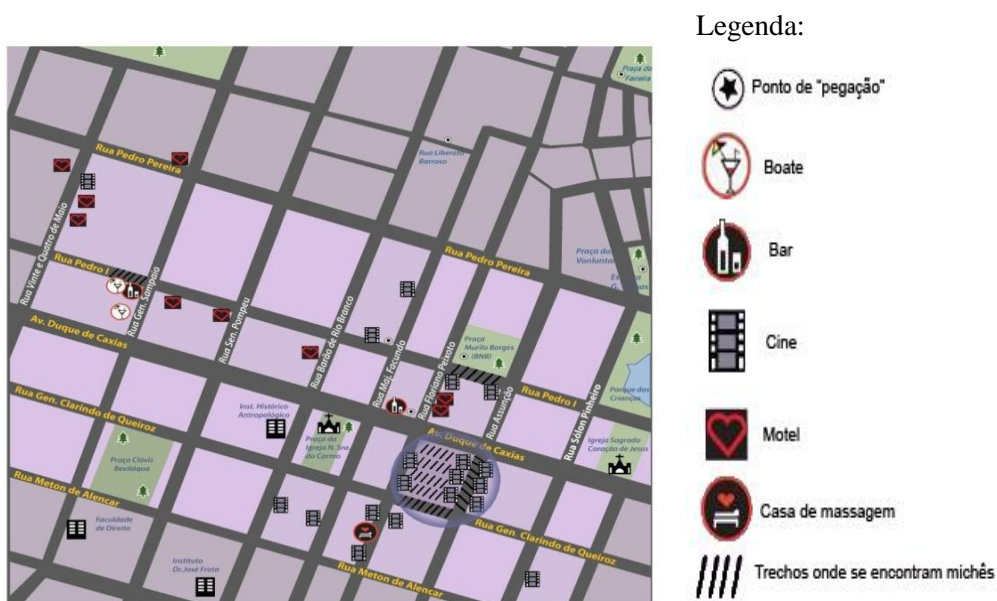 Legenda:
Ponto de "pegação"
Boate
Bar
Cine
Motel
Casa de massagem
Trechos onde se encontram michês
Praça do
Ferreira
Rua Liberato
Barroso
Rua Pedro Pereira
Rua Vinte e Quatro de Maio
Rua Pedro I
Rua Gen. Sampaio
Rua Pedro Pereira
Praça dos
Rua Sen. Pompeu
Rua Barão de Rio Branco
Rua Maj. Facundo
Rua Floriano Peixoto
Praça
Murilo Borges
(BNB)
Rua Assunção
Rua Pedro I
Parque das
Crianças
Rua Sólon Pinheiro
Av. Duque de Caxias
Rua Gen. Clarindo de Queiroz
Inst. Histórico
Antropológico
Praça da
Igreja N. Sra.
do Carmo
Av. Duque de Caxias
Igreja Sagrado
Coração de Jesus
Praça Clóvis
Beviláqua
Rua Meton de Alencar
Faculdade
de Direito
Rua Gen. Clarindo de Queiroz
Instituto
Dr.José Frota
Rua Meton de Alencar